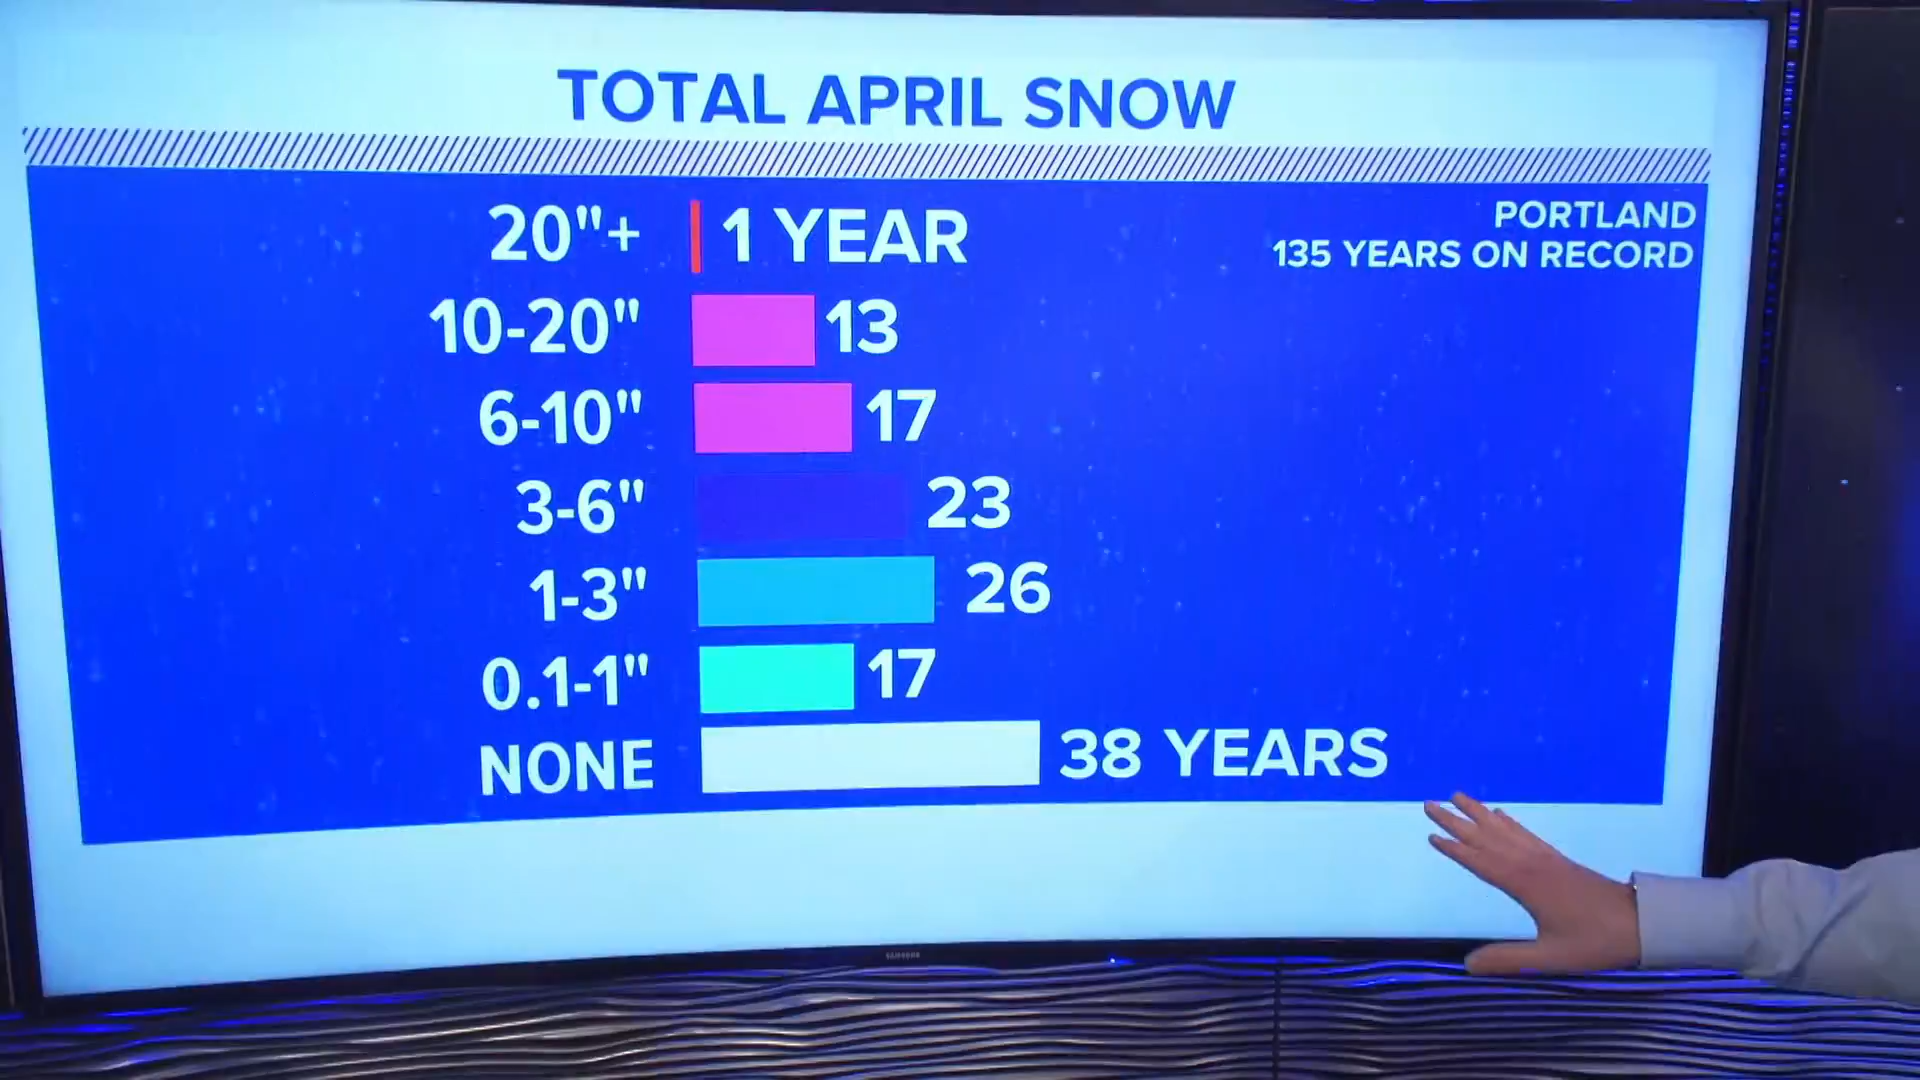 TOTAL APRIL SNOW
PORTLAND
135 YEARS ON RECORD
20"+ 1 YEAR
10-20" 13
6-10" 17
3-6" 23
1-3" 26
0.1-1" 17
NONE 38 YEARS
SAMSUNG